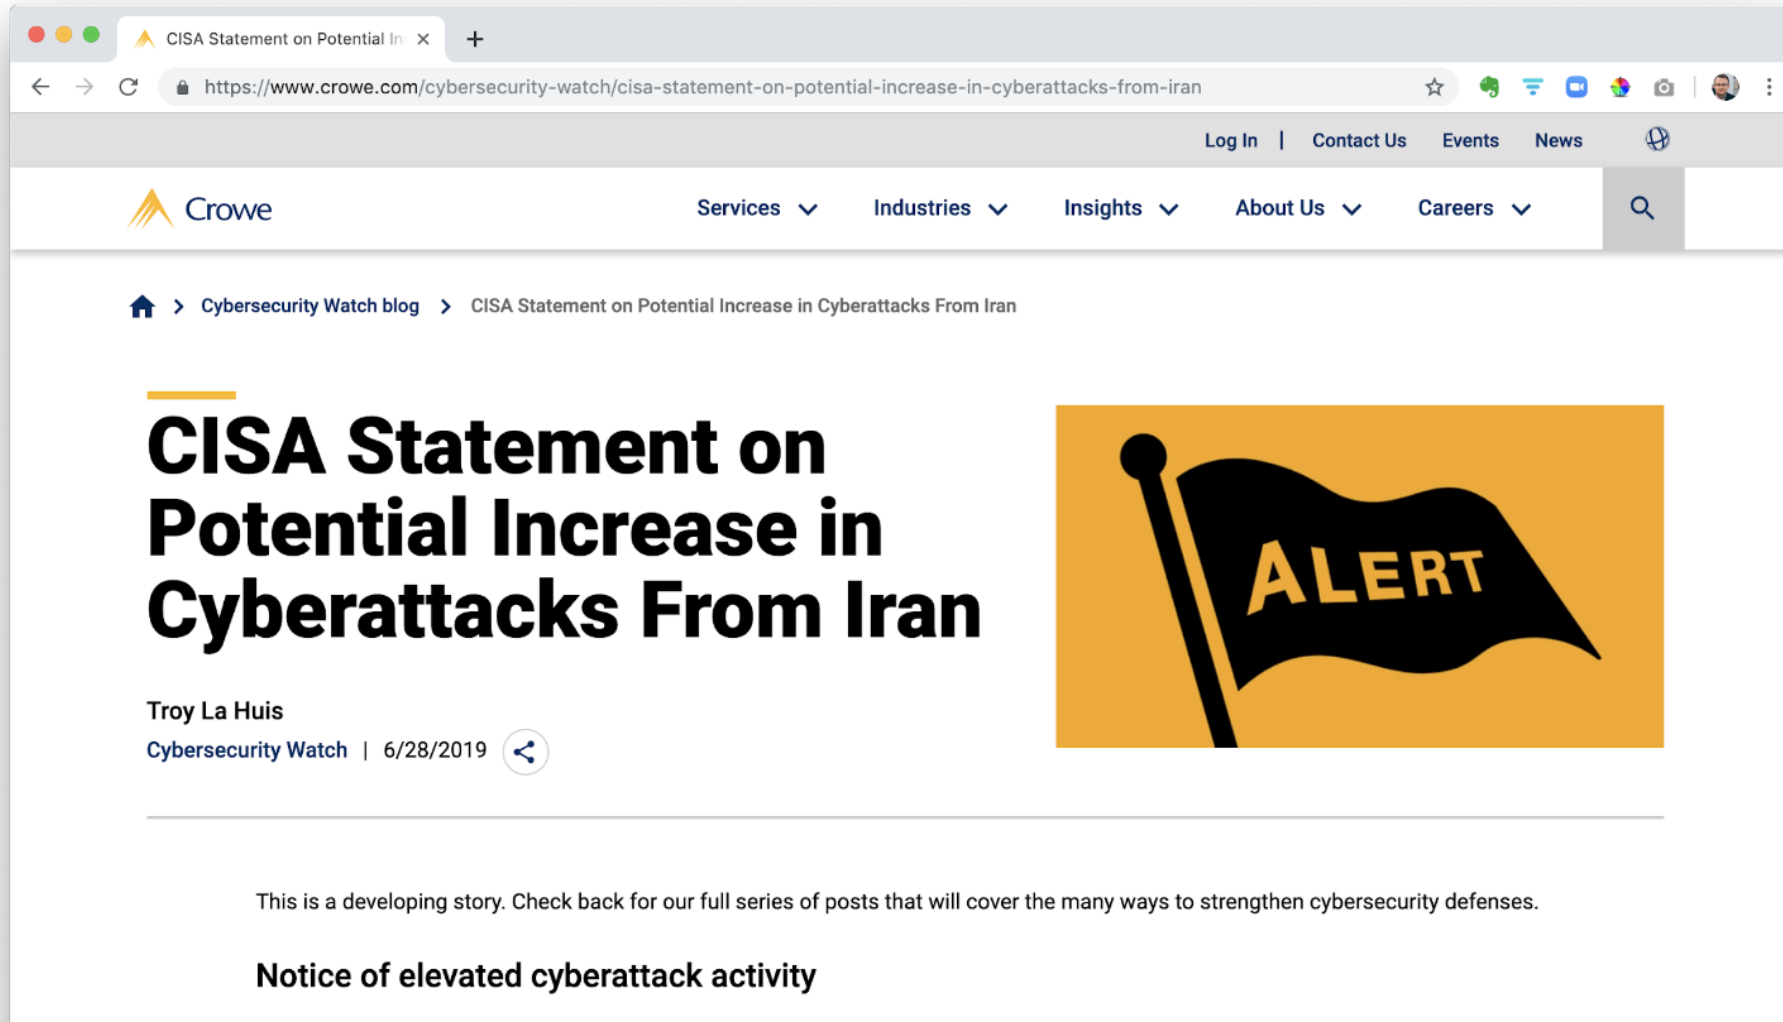 CISA Statement on Potential In
https://www.crowe.com/cybersecurity-watch/cisa-statement-on-potential-increase-in-cyberattacks-from-iran
Log In | Contact Us Events News
Crowe Services Industries Insights About Us Careers
Cybersecurity Watch blog > CISA Statement on Potential Increase in Cyberattacks From Iran
CISA Statement on
Potential Increase in
Cyberattacks From Iran
ALERT
Troy La Huis
Cybersecurity Watch | 6/28/2019
This is a developing story. Check back for our full series of posts that will cover the many ways to strengthen cybersecurity defenses.
Notice of elevated cyberattack activity